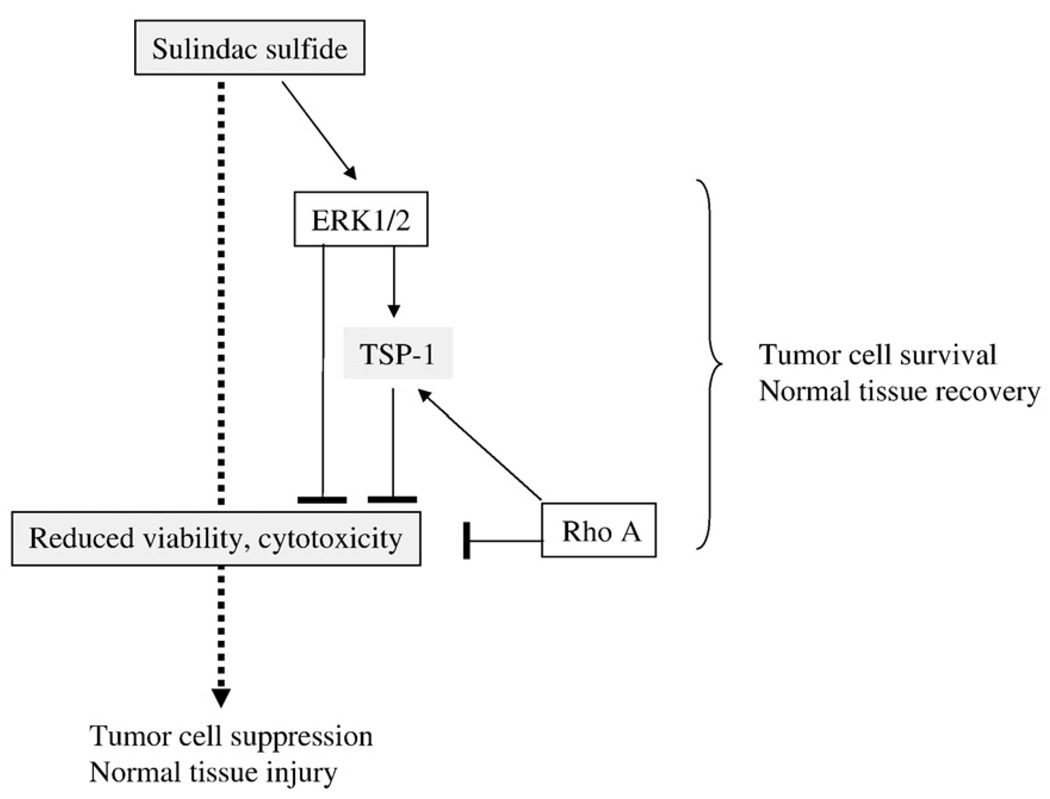 Sulindac sulfide
ERK1/2
TSP-1
Tumor cell survival
Normal tissue recovery
Reduced viability, cytotoxicity
Rho A
Tumor cell suppression
Normal tissue injury